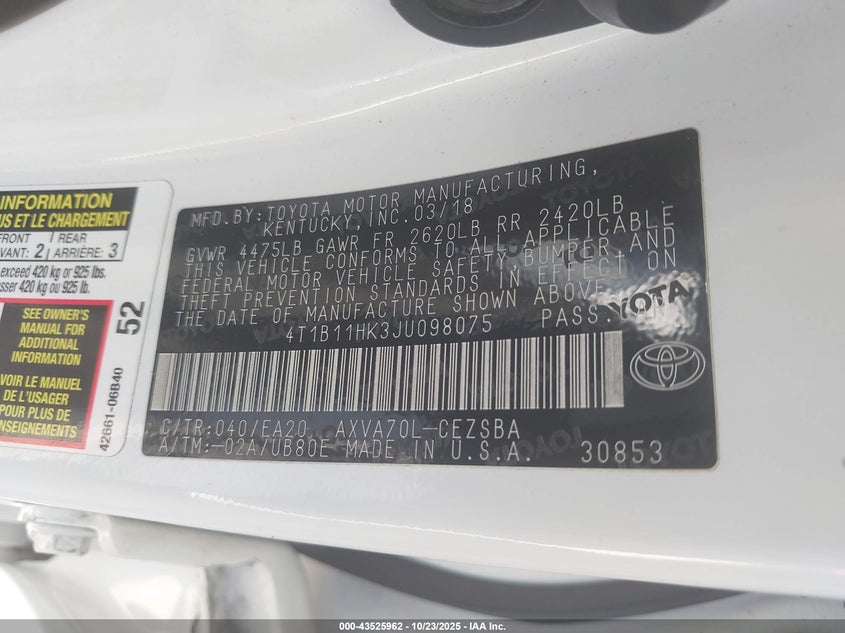 INFORMATION
US ET LE CHARGEMENT
FRONT
VANT: 2
REAR
ARRIÈRE: 3
exceed 420 kg or 925 lbs.
sser 420 kg ou 925 lb.
SEE OWNER'S
MANUAL FOR
ADDITIONAL
INFORMATION
VOIR LE MANUEL
DE L'USAGER
POUR PLUS DE
ENSEIGNEMENTS
52
42661-06B40
MFD.BY:TOYOTA MOTOR MANUFACTURING,
KENTUCKY,INC.03/18
GVWR 4475LB GAWR FR 2620LB RR 2420LB
THIS VEHICLE CONFORMS TO ALL APPLICABLE
FEDERAL MOTOR VEHICLE SAFETY, BUMPER, AND
THEFT PREVENTION STANDARDS IN EFFECT ON
THE DATE OF MANUFACTURE SHOWN ABOVE.
4T1B11HK3JU098075 PASS
TOYOTA
C/TR:040/EA20 AXVA70L-CEZSBA
A/TM:-02A/UB80E MADE IN U.S.A. 30853
000-43525962 - 10/23/2025 - IAA Inc.